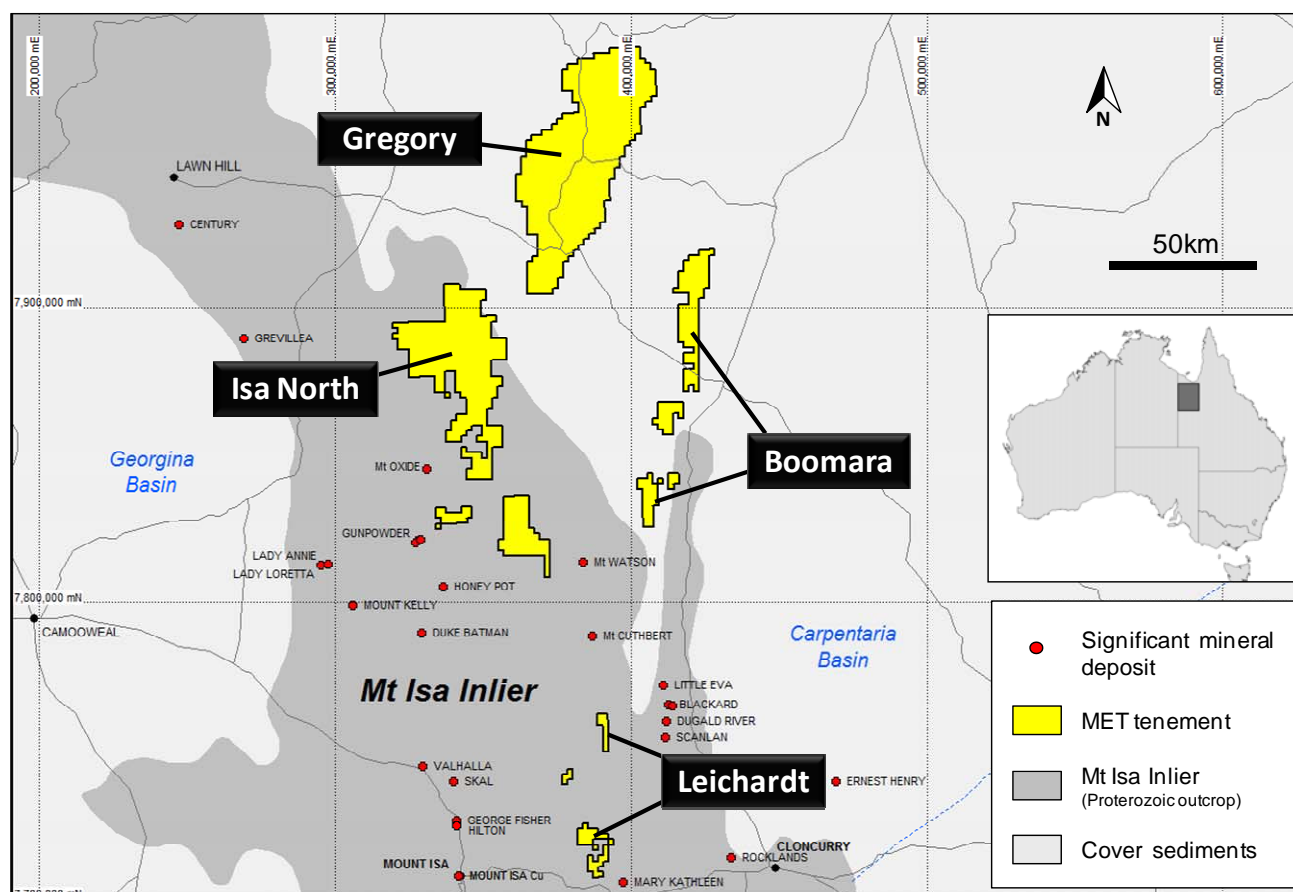 200,000 mE
300,000 mE
400,000 mE
500,000 mE
600,000 mE
N
Gregory
LAWN HILL
CENTURY
50km
7,900,000 mN
GREVILLEA
Isa North
Boomara
Georgina
Basin
Mt OXIDE
GUNPOWDER
LADY ANNIE
LADY LORETTA
Mt WATSON
HONEY POT
7,800,000 mN
MOUNT KELLY
CAMOOWEAL
DUKE BATMAN
Mt CUTHBERT
Carpentaria
Basin
Mt Isa Inlier
LITTLE EVA
BLACKARD
DUGALD RIVER
SCANLAN
VALHALLA
SKAL
Leichardt
ERNEST HENRY
GEORGE FISHER
HILTON
MOUNT ISA
MOUNT ISA Cu
CLONCURRY
ROCKLANDS
MARY KATHLEEN
Significant mineral
deposit
MET tenement
Mt Isa Inlier
(Proterozoic outcrop)
Cover sediments